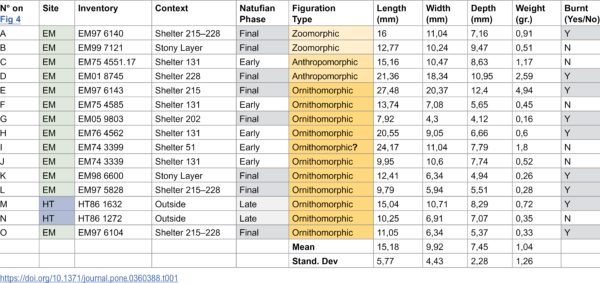 N° on Fig 4 Site Inventory Context Natufian Phase Figuration Type Length (mm) Width (mm) Depth (mm) Weight (gr.) Burnt (Yes/No)
A EM EM97 6140 Shelter 215–228 Final Zoomorphic 16 11,04 7,16 0,91 Y
B EM EM99 7121 Stony Layer Final Zoomorphic 12,77 10,24 9,47 0,51 N
C EM EM75 4551.17 Shelter 131 Early Anthropomorphic 15,16 10,47 8,63 1,17 N
D EM EM01 8745 Shelter 228 Final Anthropomorphic 21,36 18,34 10,95 2,59 Y
E EM EM97 6143 Shelter 215 Final Ornithomorphic 27,48 20,37 12,4 4,94 Y
F EM EM75 4585 Shelter 131 Early Ornithomorphic 13,74 7,08 5,65 0,45 N
G EM EM05 9803 Shelter 202 Final Ornithomorphic 7,92 4,3 4,12 0,16 Y
H EM EM76 4562 Shelter 131 Early Ornithomorphic 20,55 9,05 6,66 0,6 Y
I EM EM74 3399 Shelter 51 Early Ornithomorphic? 24,17 11,04 7,79 1,8 N
J EM EM74 3339 Shelter 131 Early Ornithomorphic 9,95 10,6 7,74 0,52 N
K EM EM98 6600 Stony Layer Final Ornithomorphic 12,41 6,34 4,94 0,26 Y
L EM EM97 5828 Shelter 215–228 Final Ornithomorphic 9,79 5,94 5,51 0,28 Y
M HT HT86 1632 Outside Late Ornithomorphic 15,04 10,71 8,29 0,72 Y
N HT HT86 1272 Outside Late Ornithomorphic 10,25 6,91 7,07 0,35 N
O EM EM97 6104 Shelter 215–228 Final Ornithomorphic 11,05 6,34 5,37 0,33 Y
Mean 15,18 9,92 7,45 1,04
Stand. Dev 5,77 4,43 2,28 1,26
https://doi.org/10.1371/journal.pone.0360388.t001